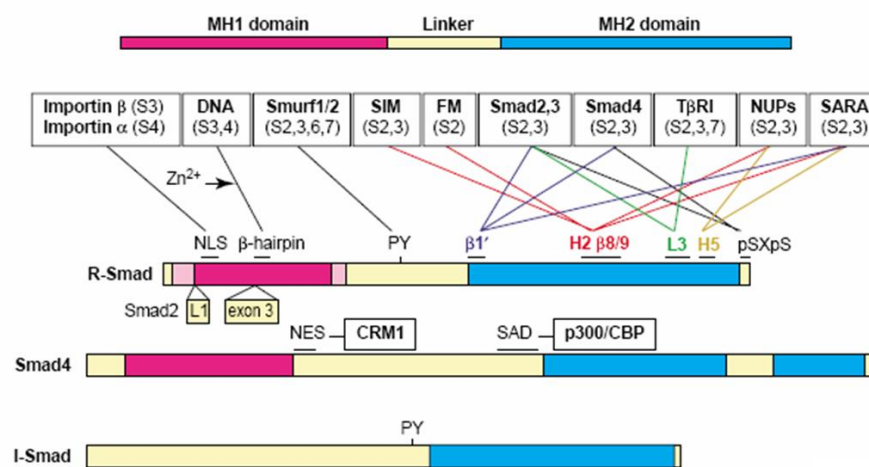 MH1 domain Linker MH2 domain
Importin β (S3) DNA Smurf1/2 SIM FM Smad2,3 Smad4 TβRI NUPs SARA
Importin α (S4) (S3,4) (S2,3,6,7) (S2,3) (S2) (S2,3) (S2,3) (S2,3,7) (S2,3) (S2,3)
Zn2+
NLS β-hairpin PY β1′ H2 β8/9 L3 H5 pSXpS
R-Smad
Smad2 L1 exon 3
NES CRM1 SAD p300/CBP
Smad4
PY
I-Smad